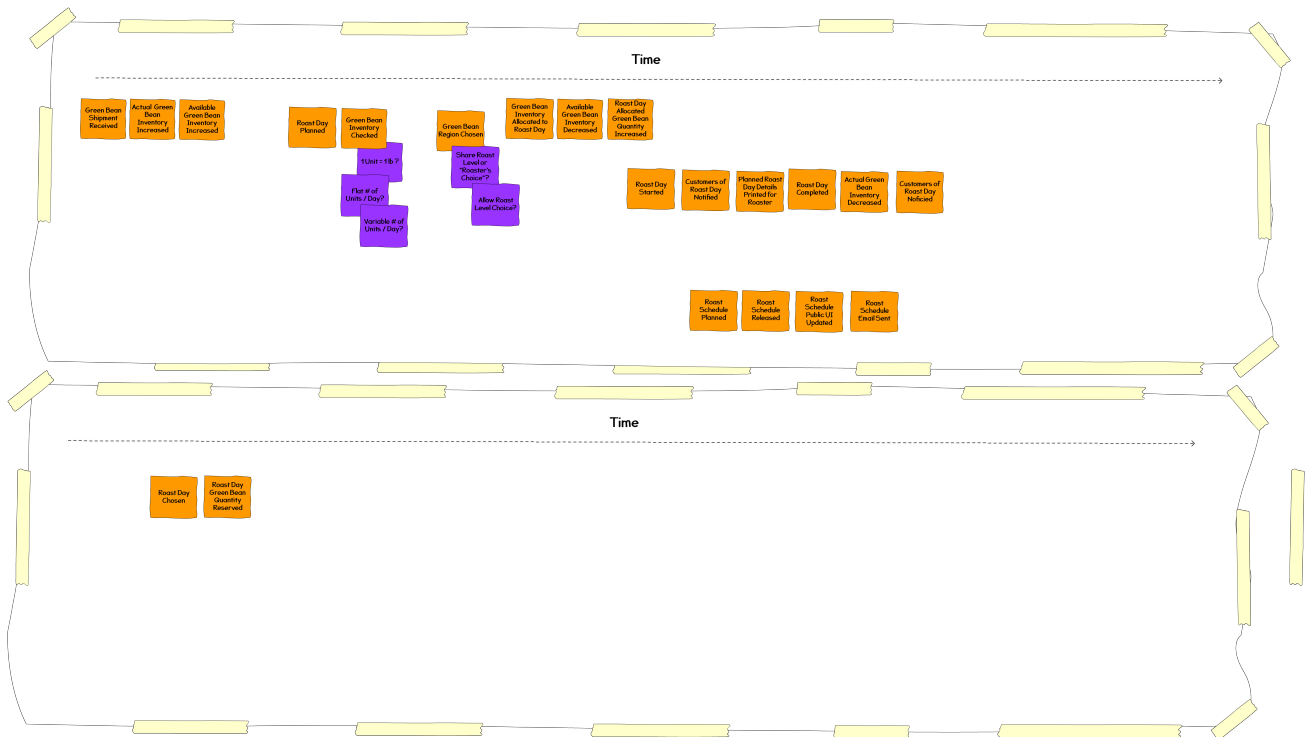 Time
Green Bean
Shipment
Received
Actual Green
Bean
Inventory
Increased
Available
Green Bean
Inventory
Increased
Roast Day
Planned
Green Bean
Inventory
Checked
1 Unit = 1 lb ?
Flat # of
Units / Day?
Variable # of
Units / Day?
Green Bean
Region Chosen
Share Roast
Level or
"Roaster's
Choice"?
Allow Roast
Level Choice?
Green Bean
Inventory
Allocated to
Roast Day
Available
Green Bean
Inventory
Decreased
Roast Day
Allocated
Green Bean
Quantity
Increased
Roast Day
Started
Customers of
Roast Day
Notified
Planned Roast
Day Details
Printed for
Roaster
Roast Day
Completed
Actual Green
Bean
Inventory
Decreased
Customers of
Roast Day
Noficied
Roast
Schedule
Planned
Roast
Schedule
Released
Roast
Schedule
Public UI
Updated
Roast
Schedule
Email Sent
Time
Roast Day
Chosen
Roast Day
Green Bean
Quantity
Reserved